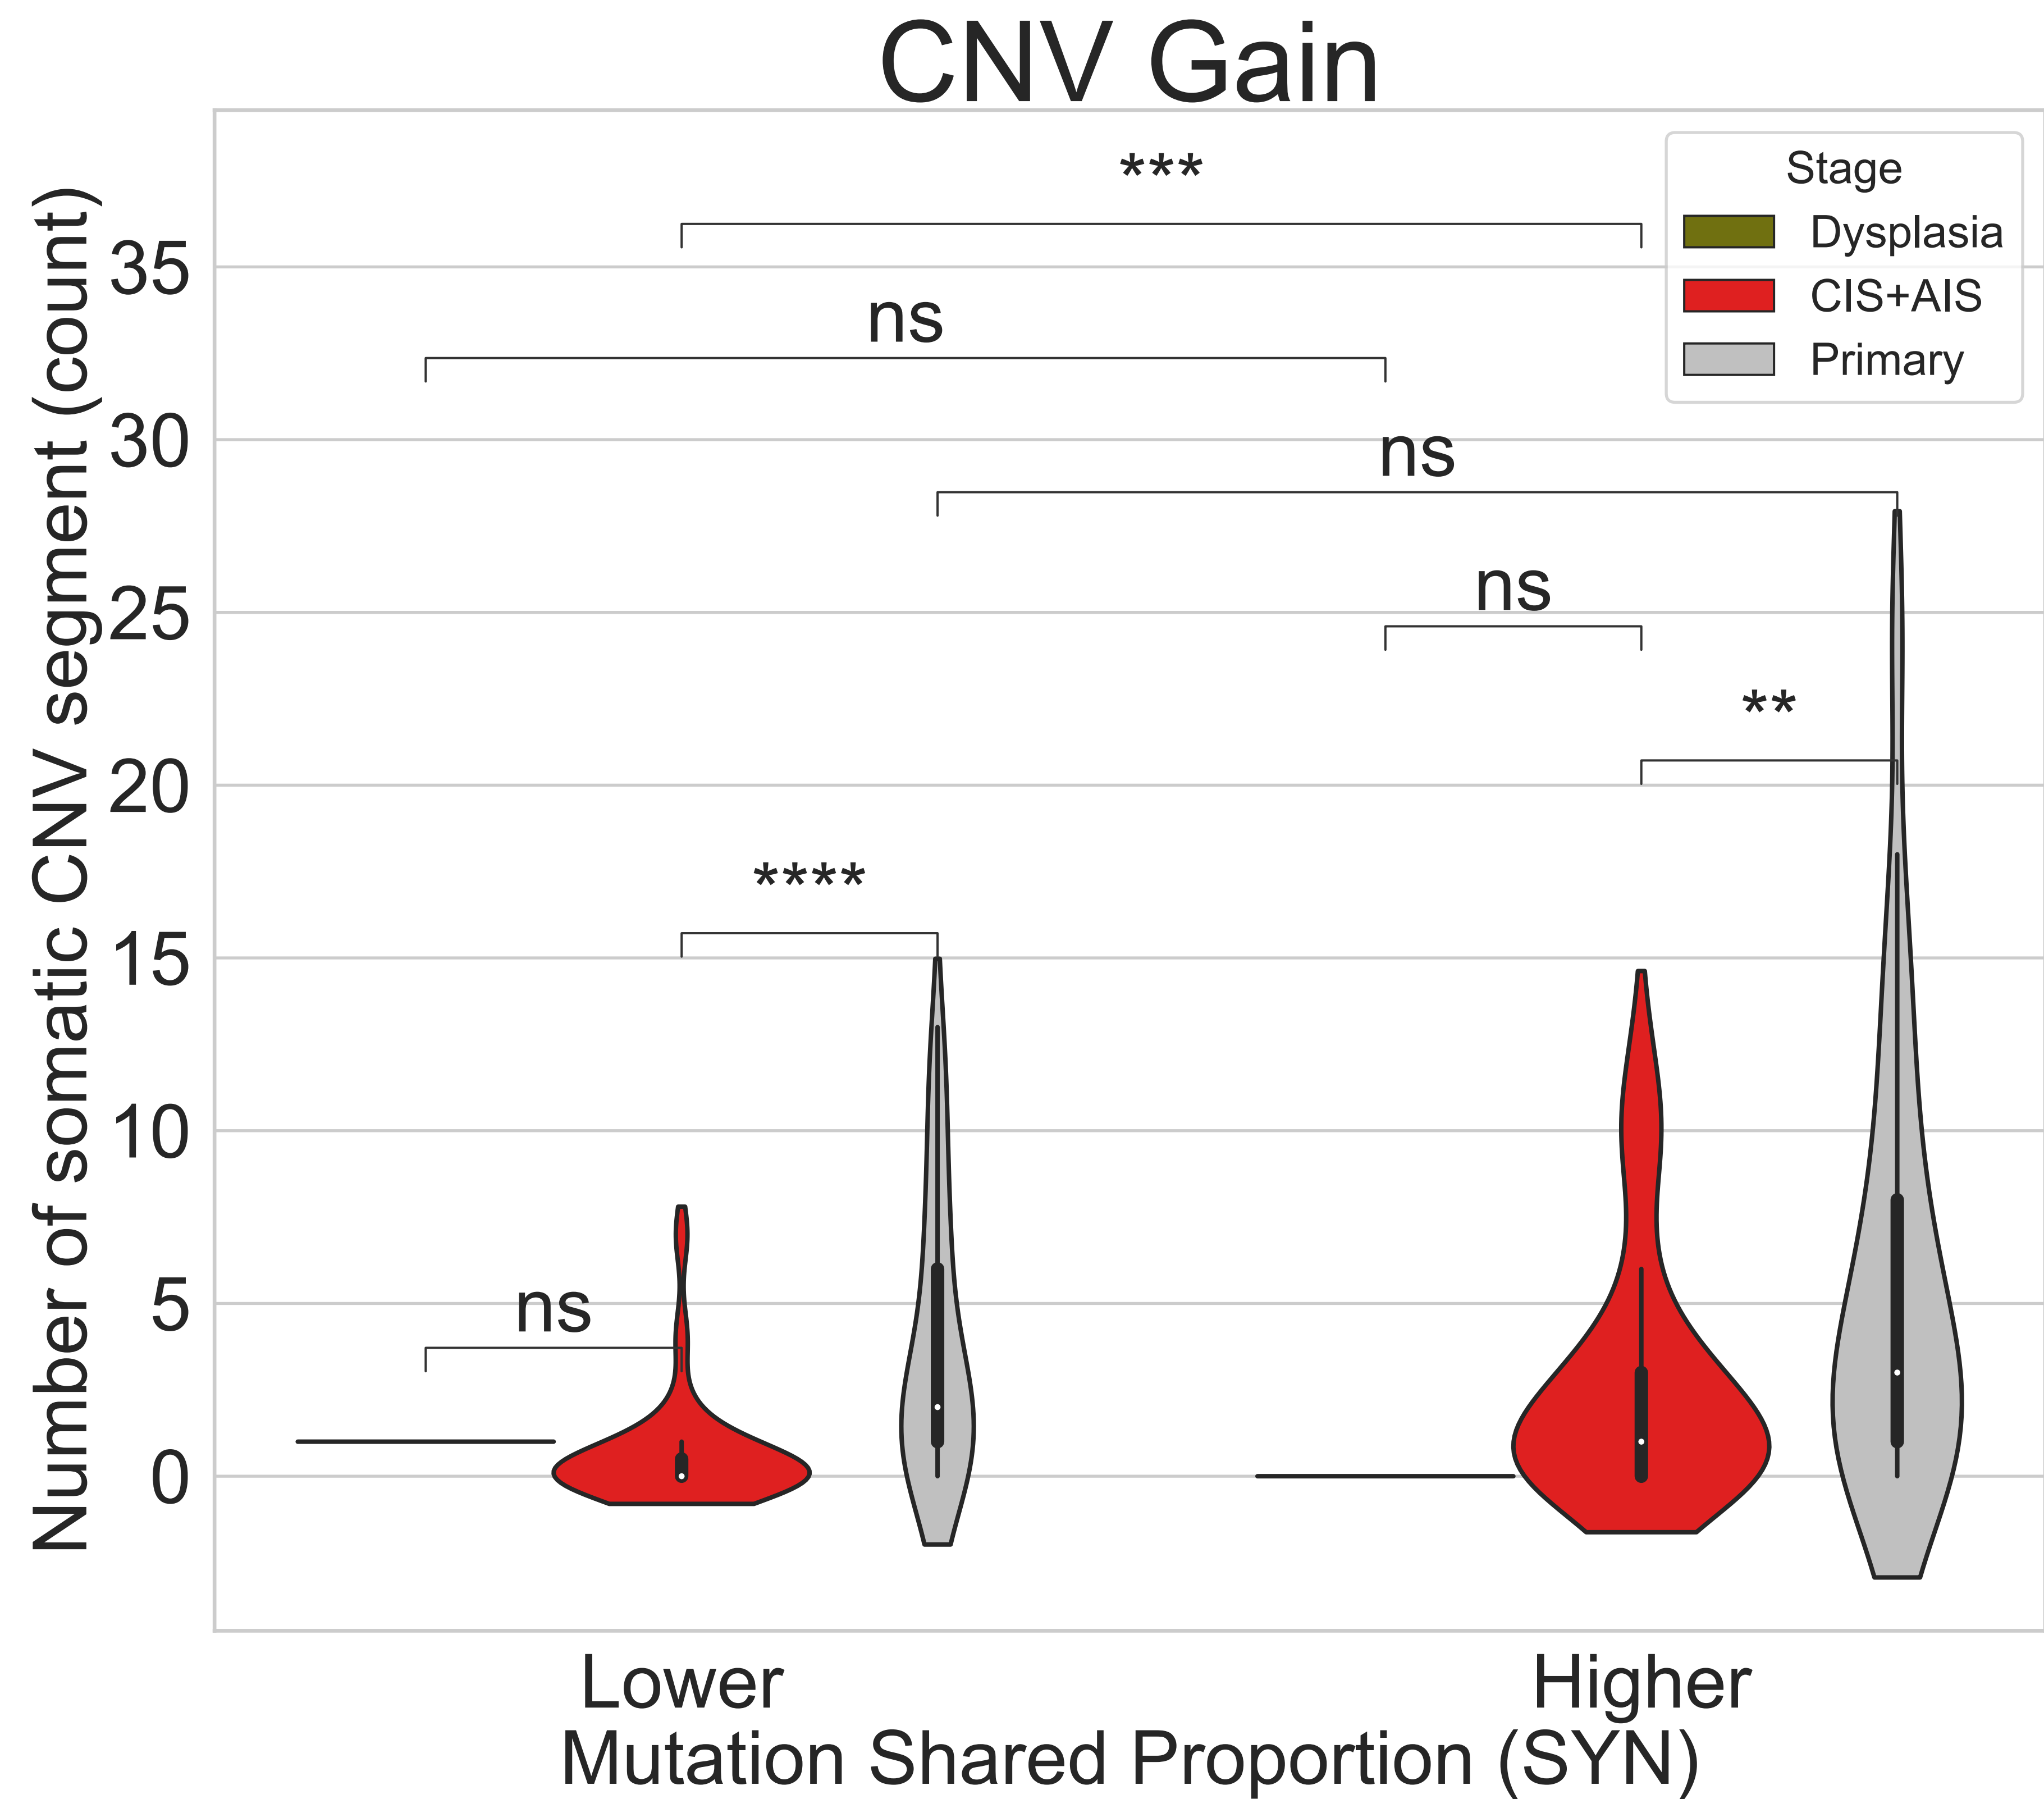 CNV Gain
Number of somatic CNV segment (count)
35
30
25
20
15
10
5
0
***
ns
ns
ns
**
****
ns
Stage
Dysplasia
CIS+AIS
Primary
Lower
Higher
Mutation Shared Proportion (SYN)